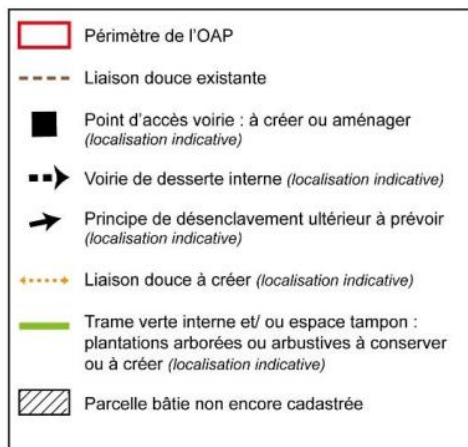 Périmètre de l'OAP
Liaison douce existante
Point d'accès voirie : à créer ou aménager
(localisation indicative)
Voirie de desserte interne (localisation indicative)
Principe de désenclavement ultérieur à prévoir
(localisation indicative)
Liaison douce à créer (localisation indicative)
Trame verte interne et/ ou espace tampon :
plantations arborées ou arbustives à conserver
ou à créer (localisation indicative)
Parcelle bâtie non encore cadastrée